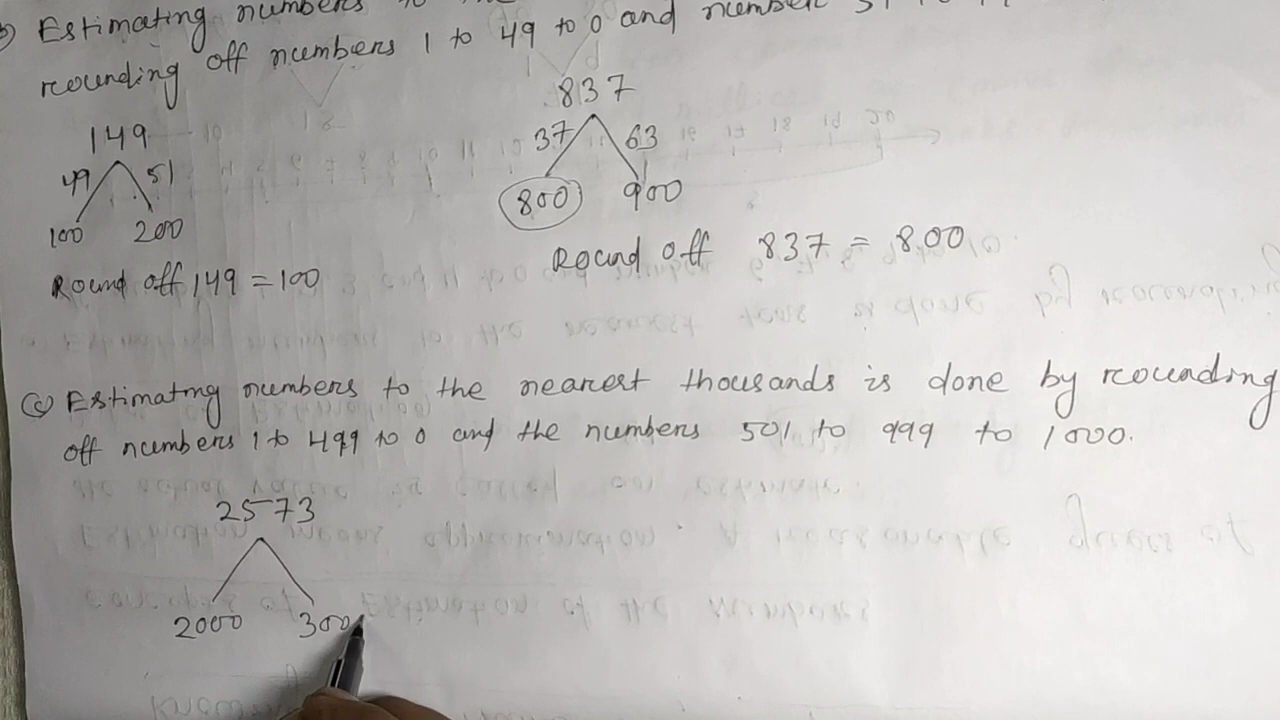 Estimating numbers to
rounding off numbers 1 to 49 to 0 and number
149
49 51
100 200
Round off 149 = 100
837
37 63
800 900
Round off 837 = 800
(c) Estimating numbers to the nearest thousands is done by rounding
off numbers 1 to 499 to 0 and the numbers 501 to 999 to 1000.
2573
2000 3000